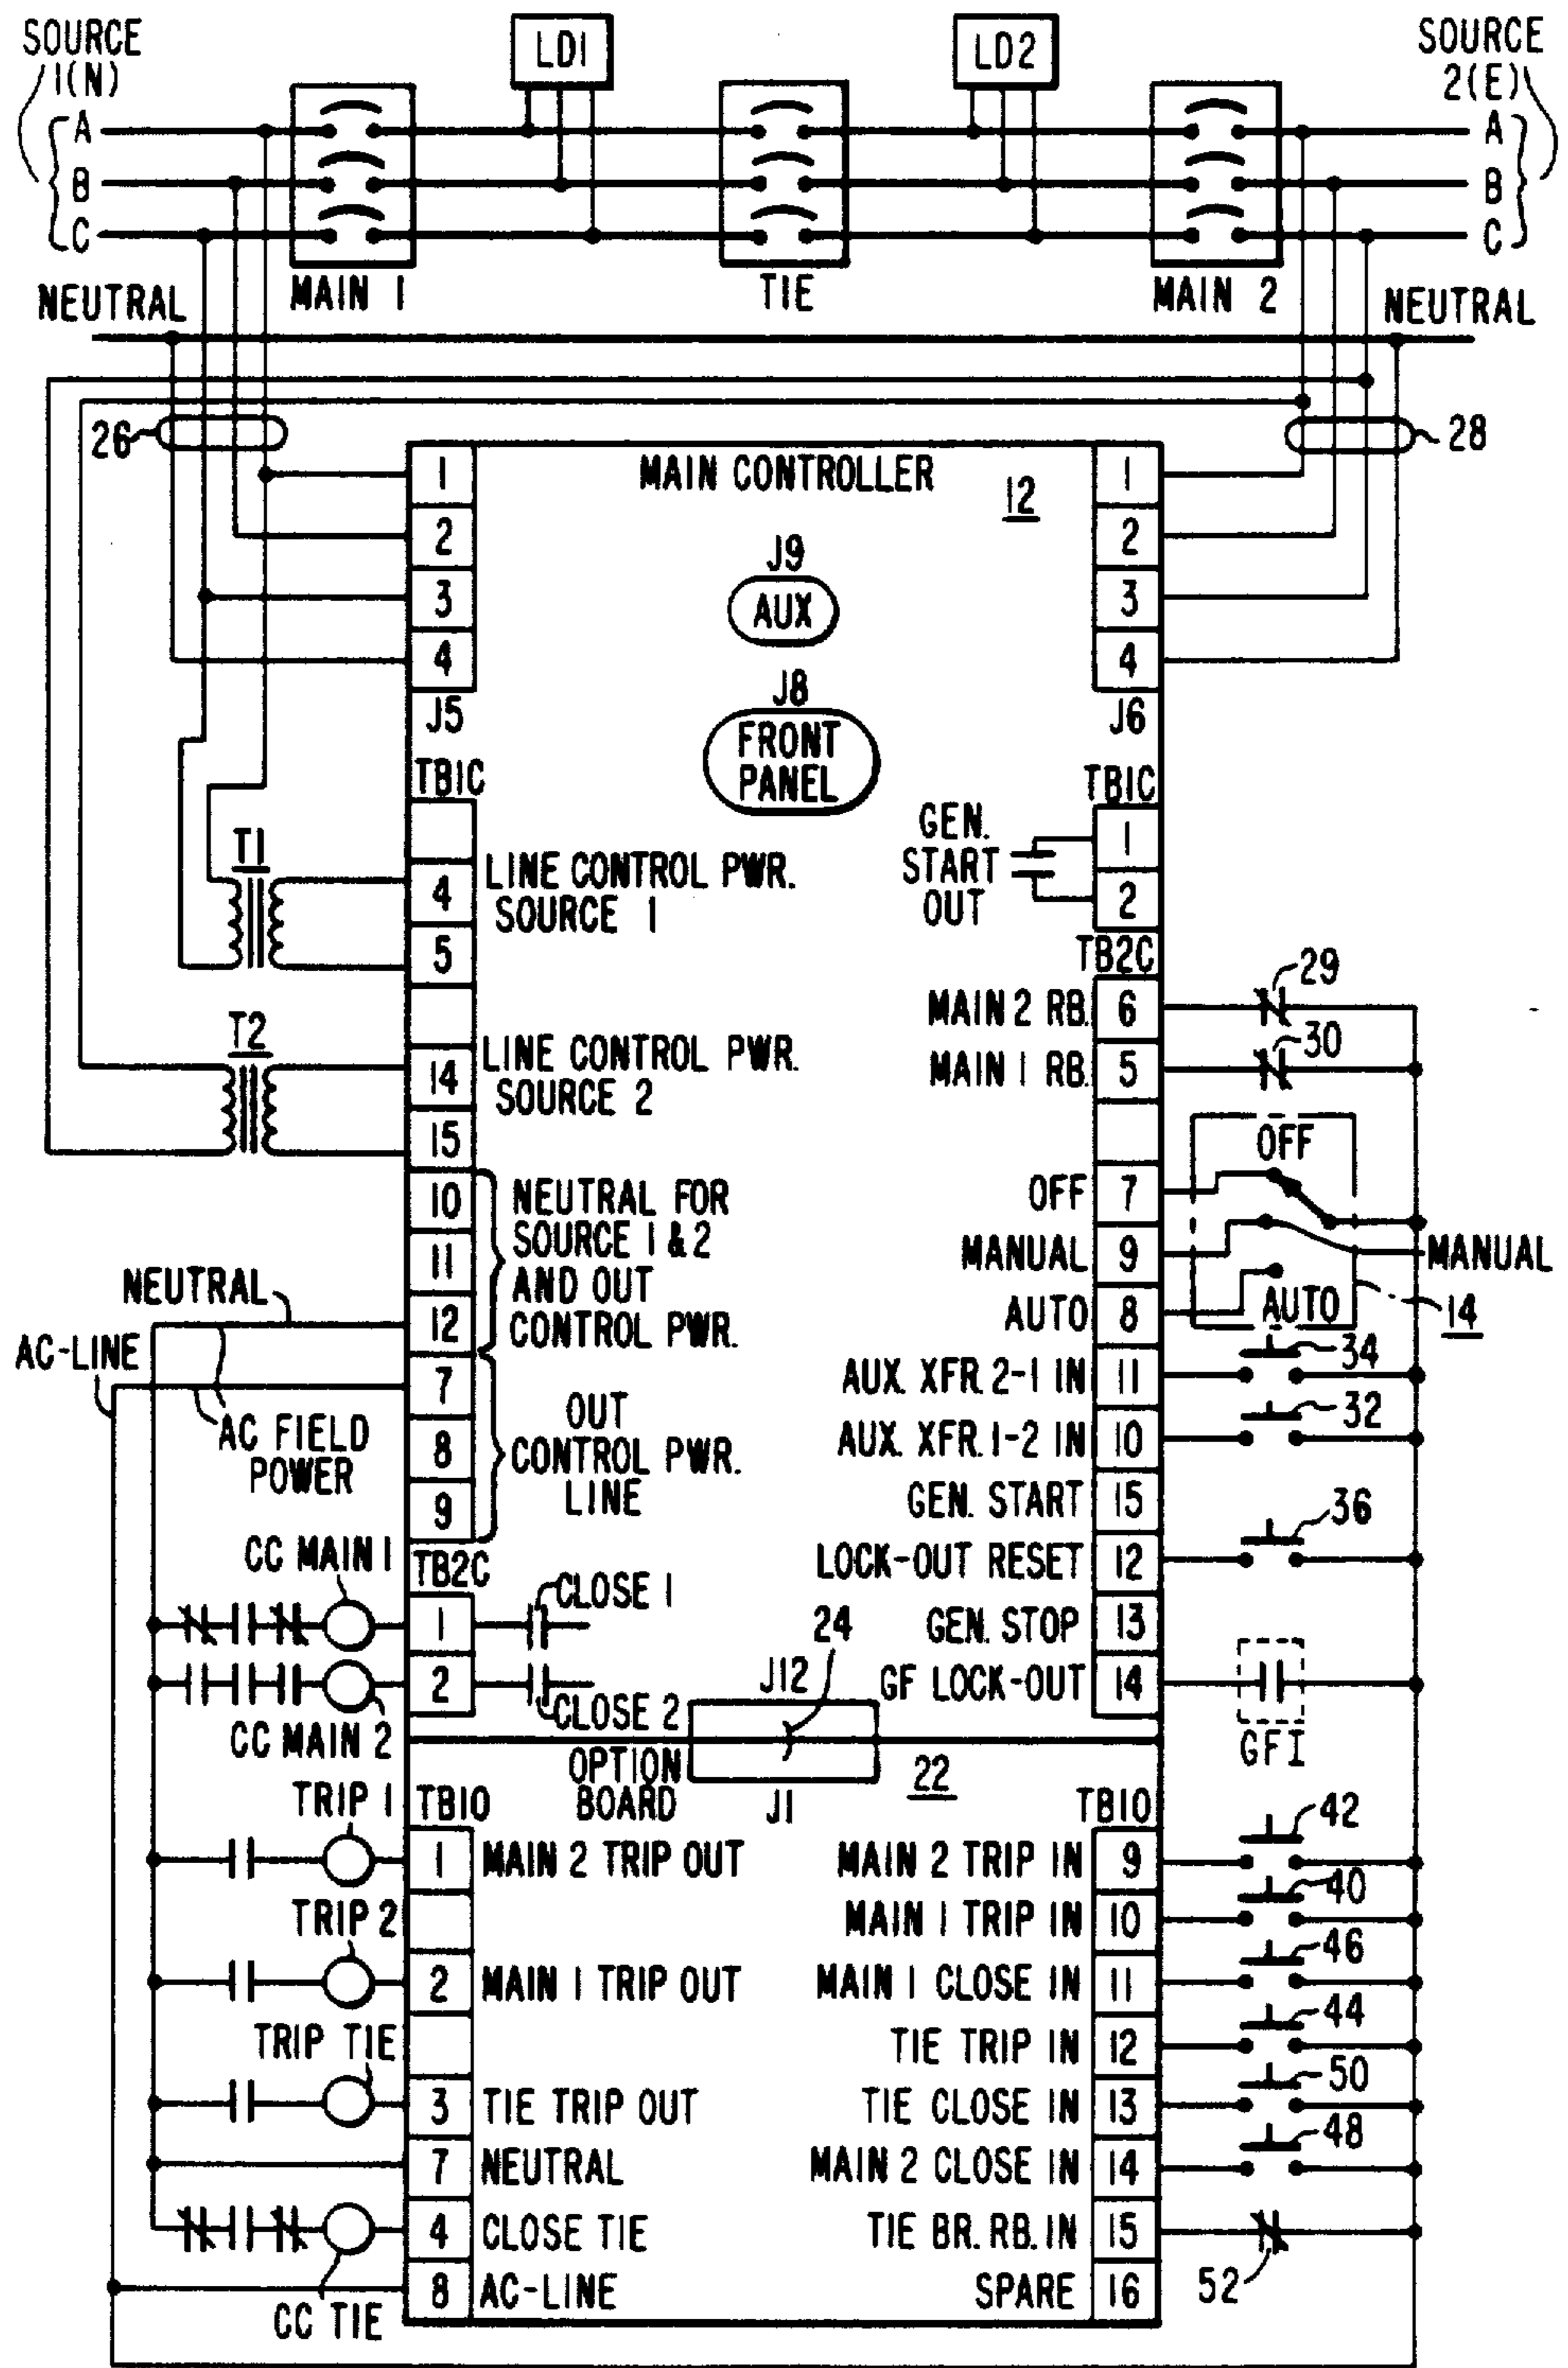 SOURCE
1(N)
LD1
LD2
SOURCE
2(E)
A
B
C
A
B
C
MAIN 1
TIE
MAIN 2
NEUTRAL
NEUTRAL
26
28
MAIN CONTROLLER
12
1
2
3
4
J5
1
2
3
4
J6
J9
AUX
J8
FRONT
PANEL
TB1C
4
5
14
15
10
11
12
7
8
9
T1
LINE CONTROL PWR.
SOURCE 1
T2
LINE CONTROL PWR.
SOURCE 2
NEUTRAL FOR
SOURCE 1 & 2
AND OUT
CONTROL PWR.
OUT
CONTROL PWR.
LINE
NEUTRAL
AC-LINE
AC FIELD
POWER
TB1C
GEN.
START
OUT
1
2
TB2C
MAIN 2 RB. 6
29
MAIN 1 RB. 5
30
OFF 7
OFF
MANUAL 9
MANUAL
AUTO 8
AUTO
14
AUX. XFR. 2-1 IN 11
34
AUX. XFR. 1-2 IN 10
32
GEN. START 15
LOCK-OUT RESET 12
36
GEN. STOP 13
GF LOCK-OUT 14
GFI
CC MAIN 1
TB2C
1
CLOSE 1
2
CLOSE 2
CC MAIN 2
24
J12
OPTION
BOARD
J1
22
TRIP 1
TB10
1 MAIN 2 TRIP OUT
TRIP 2
2 MAIN 1 TRIP OUT
TRIP TIE
3 TIE TRIP OUT
7 NEUTRAL
4 CLOSE TIE
8 AC-LINE
CC TIE
TB10
MAIN 2 TRIP IN 9
42
MAIN 1 TRIP IN 10
40
MAIN 1 CLOSE IN 11
46
TIE TRIP IN 12
44
TIE CLOSE IN 13
50
MAIN 2 CLOSE IN 14
48
TIE BR. RB. IN 15
52
SPARE 16